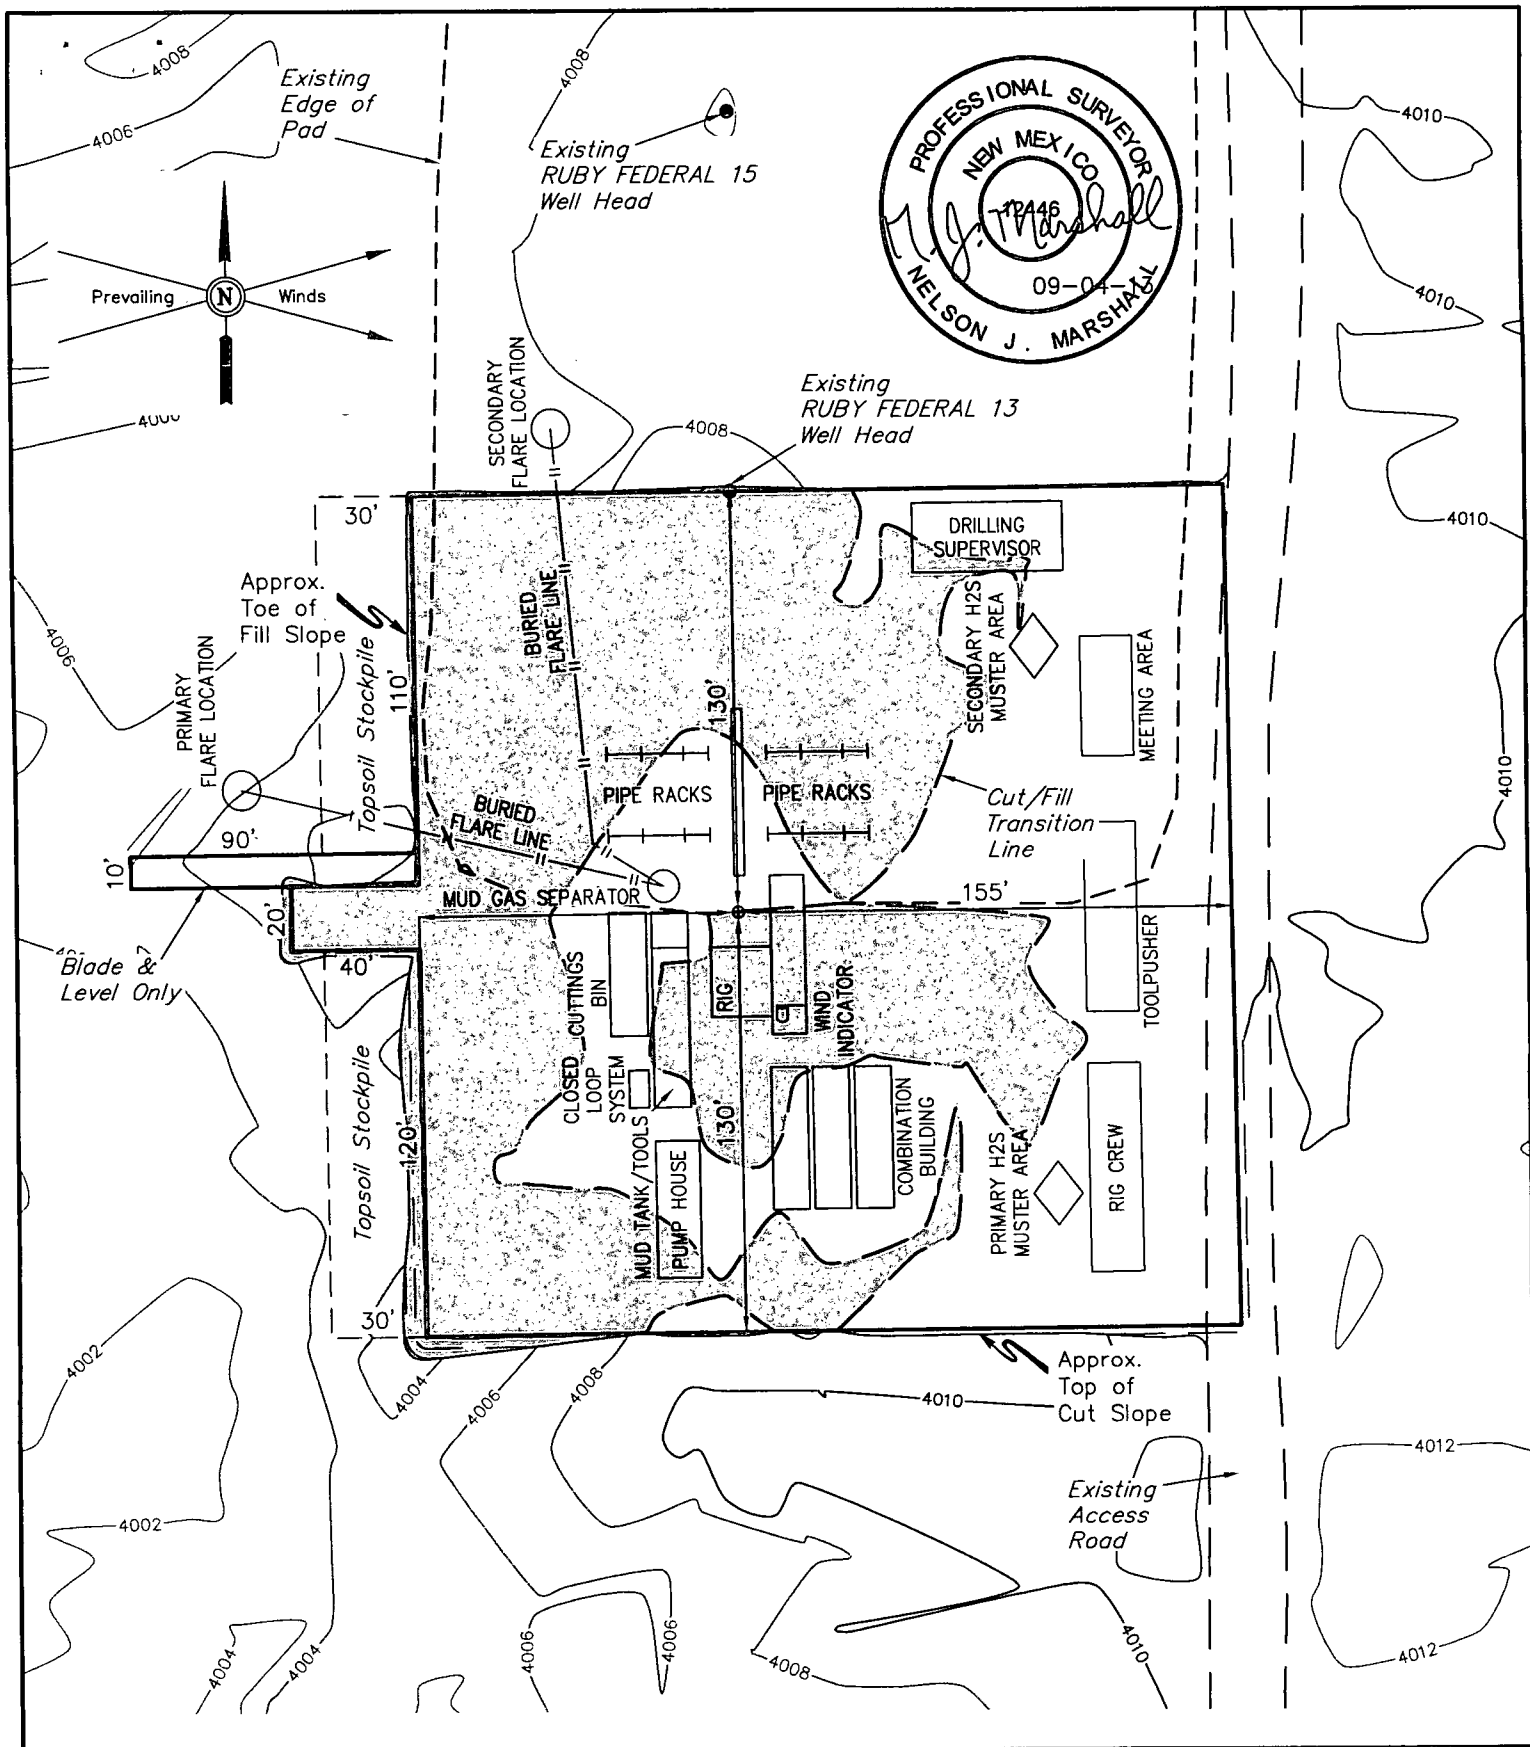 4008
4006
Existing
Edge of
Pad
4008
Existing
RUBY FEDERAL 15
Well Head
PROFESSIONAL SURVEYOR
NEW MEXICO
12446
N. J. Marshall
NELSON J. MARSHALL
4010
4010
Prevailing
N
Winds
SECONDARY
FLARE LOCATION
4008
Existing
RUBY FEDERAL 13
Well Head
4010
30'
DRILLING
SUPERVISOR
Approx.
Toe of
Fill Slope
4006
BURIED
FLARE LINE
SECONDARY H2S
MUSTER AREA
MEETING AREA
PRIMARY
FLARE LOCATION
Topsoil Stockpile
110'
130'
4010
PIPE RACKS
PIPE RACKS
BURIED
FLARE LINE
Cut/Fill
Transition
Line
90'
10'
MUD GAS SEPARATOR
155'
20'
40'
Blade &
Level Only
CUTTINGS
BIN
RIG
WIND
INDICATOR
TOOLPUSHER
CLOSED
LOOP
SYSTEM
Topsoil Stockpile
120'
130'
MUD TANK/TOOLS
PUMP HOUSE
COMBINATION
BUILDING
PRIMARY H2S
MUSTER AREA
RIG CREW
30'
4002
4004
4006
4008
4010
Approx.
Top of
Cut Slope
4012
Existing
Access
Road
4002
4004
4004
4006
4006
4008
4010
4012